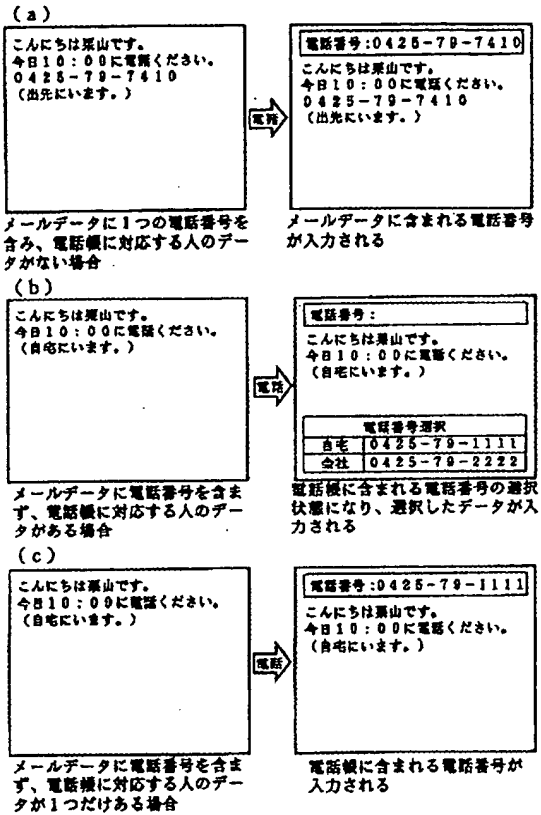 (a)
こんにちは栗山です。
今日10:00に電話ください。
0425-79-7410
(出先にいます。)
電話
電話番号:0425-79-7410
こんにちは栗山です。
今日10:00に電話ください。
0425-79-7410
(出先にいます。)
メールデータに1つの電話番号を
含み、電話帳に対応する人のデー
タがない場合
メールデータに含まれる電話番号
が入力される
(b)
こんにちは栗山です。
今日10:00に電話ください。
(自宅にいます。)
電話
電話番号:
こんにちは栗山です。
今日10:00に電話ください。
(自宅にいます。)
電話番号選択
自宅 0425-79-1111
会社 0425-79-2222
メールデータに電話番号を含ま
ず、電話帳に対応する人のデー
タがある場合
電話帳に含まれる電話番号の選択
状態になり、選択したデータが入
力される
(c)
こんにちは栗山です。
今日10:00に電話ください。
(自宅にいます。)
電話
電話番号:0425-79-1111
こんにちは栗山です。
今日10:00に電話ください。
(自宅にいます。)
メールデータに電話番号を含ま
ず、電話帳に対応する人のデー
タが1つだけある場合
電話帳に含まれる電話番号が
入力される